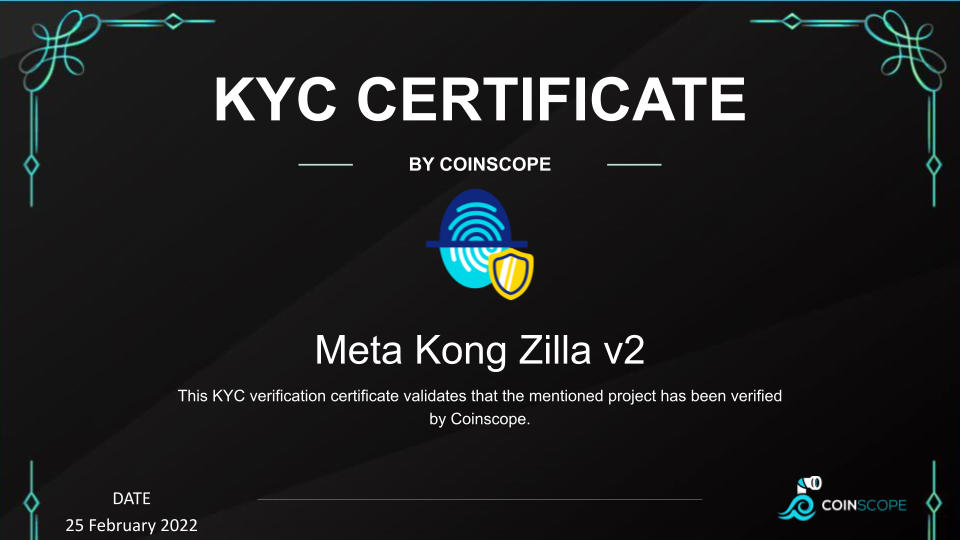 KYC CERTIFICATE
BY COINSCOPE
Meta Kong Zilla v2
This KYC verification certificate validates that the mentioned project has been verified
by Coinscope.
DATE
25 February 2022
COINSCOPE